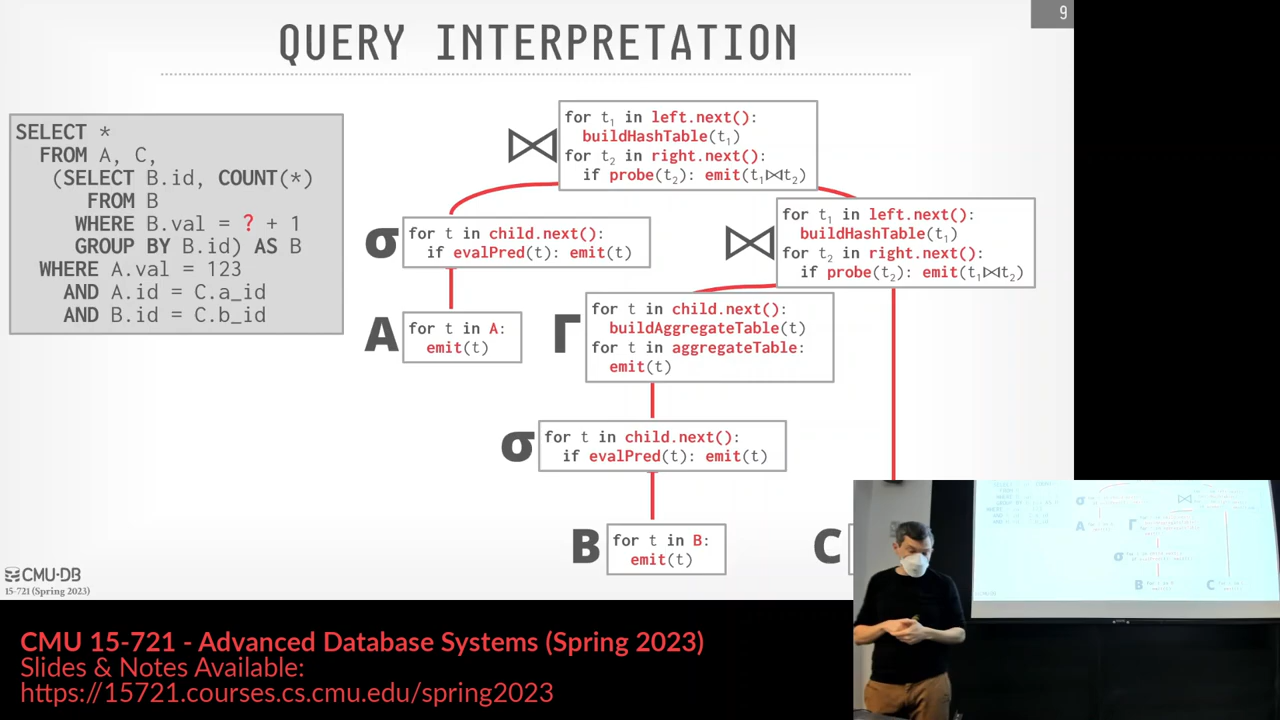 9
QUERY INTERPRETATION
SELECT *
FROM A, C,
(SELECT B.id, COUNT(*)
FROM B
WHERE B.val = ? + 1
GROUP BY B.id) AS B
WHERE A.val = 123
AND A.id = C.a_id
AND B.id = C.b_id
⨝
for t₁ in left.next():
buildHashTable(t₁)
for t₂ in right.next():
if probe(t₂): emit(t₁⨝t₂)
σ
for t in child.next():
if evalPred(t): emit(t)
⨝
for t₁ in left.next():
buildHashTable(t₁)
for t₂ in right.next():
if probe(t₂): emit(t₁⨝t₂)
A
for t in A:
emit(t)
Γ
for t in child.next():
buildAggregateTable(t)
for t in aggregateTable:
emit(t)
σ
for t in child.next():
if evalPred(t): emit(t)
B
for t in B:
emit(t)
C
CMU·DB
15-721 (Spring 2023)
CMU 15-721 - Advanced Database Systems (Spring 2023)
Slides & Notes Available:
https://15721.courses.cs.cmu.edu/spring2023